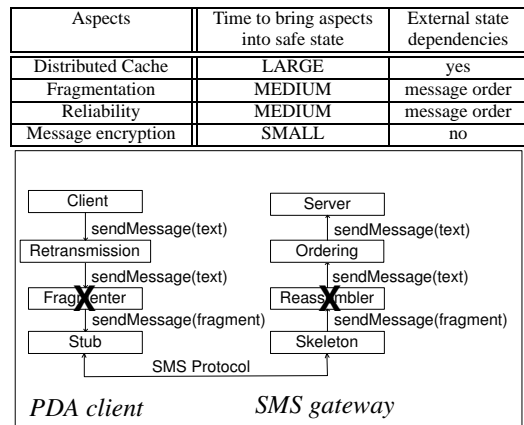 Aspects Time to bring aspects into safe state External state dependencies
Distributed Cache LARGE yes
Fragmentation MEDIUM message order
Reliability MEDIUM message order
Message encryption SMALL no
Client Server
sendMessage(text) sendMessage(text)
Retransmission Ordering
sendMessage(text) sendMessage(text)
Fragmenter Reassembler
sendMessage(fragment) sendMessage(fragment)
Stub Skeleton
SMS Protocol
PDA client SMS gateway